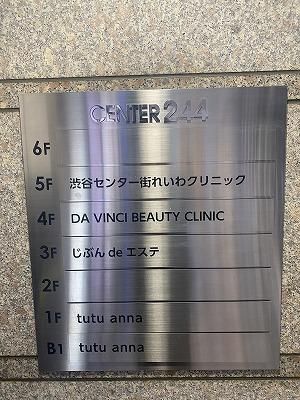 CENTER 244
6F
5F 渋谷センター街れいわクリニック
4F DA VINCI BEAUTY CLINIC
3F じぶん de エステ
2F
1F tutu anna
B1 tutu anna